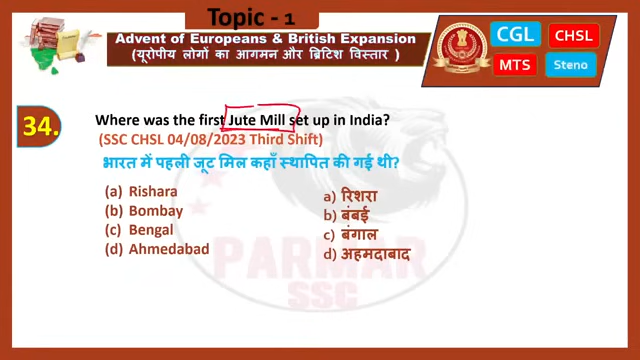 Topic - 1
Advent of Europeans & British Expansion
(यूरोपीय लोगों का आगमन और ब्रिटिश विस्तार )
CGL
CHSL
MTS
Steno
34.
Where was the first Jute Mill set up in India?
(SSC CHSL 04/08/2023 Third Shift)
भारत में पहली जूट मिल कहाँ स्थापित की गई थी?
(a) Rishara
(b) Bombay
(c) Bengal
(d) Ahmedabad
a) रिशरा
b) बंबई
c) बंगाल
d) अहमदाबाद
PARMAR
SSC